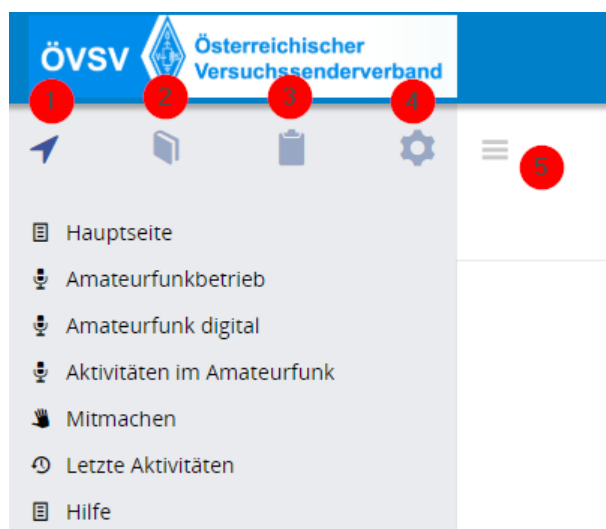 ÖVSV Österreichischer
Versuchssenderverband
1 2 3 4
5
Hauptseite
Amateurfunkbetrieb
Amateurfunk digital
Aktivitäten im Amateurfunk
Mitmachen
Letzte Aktivitäten
Hilfe